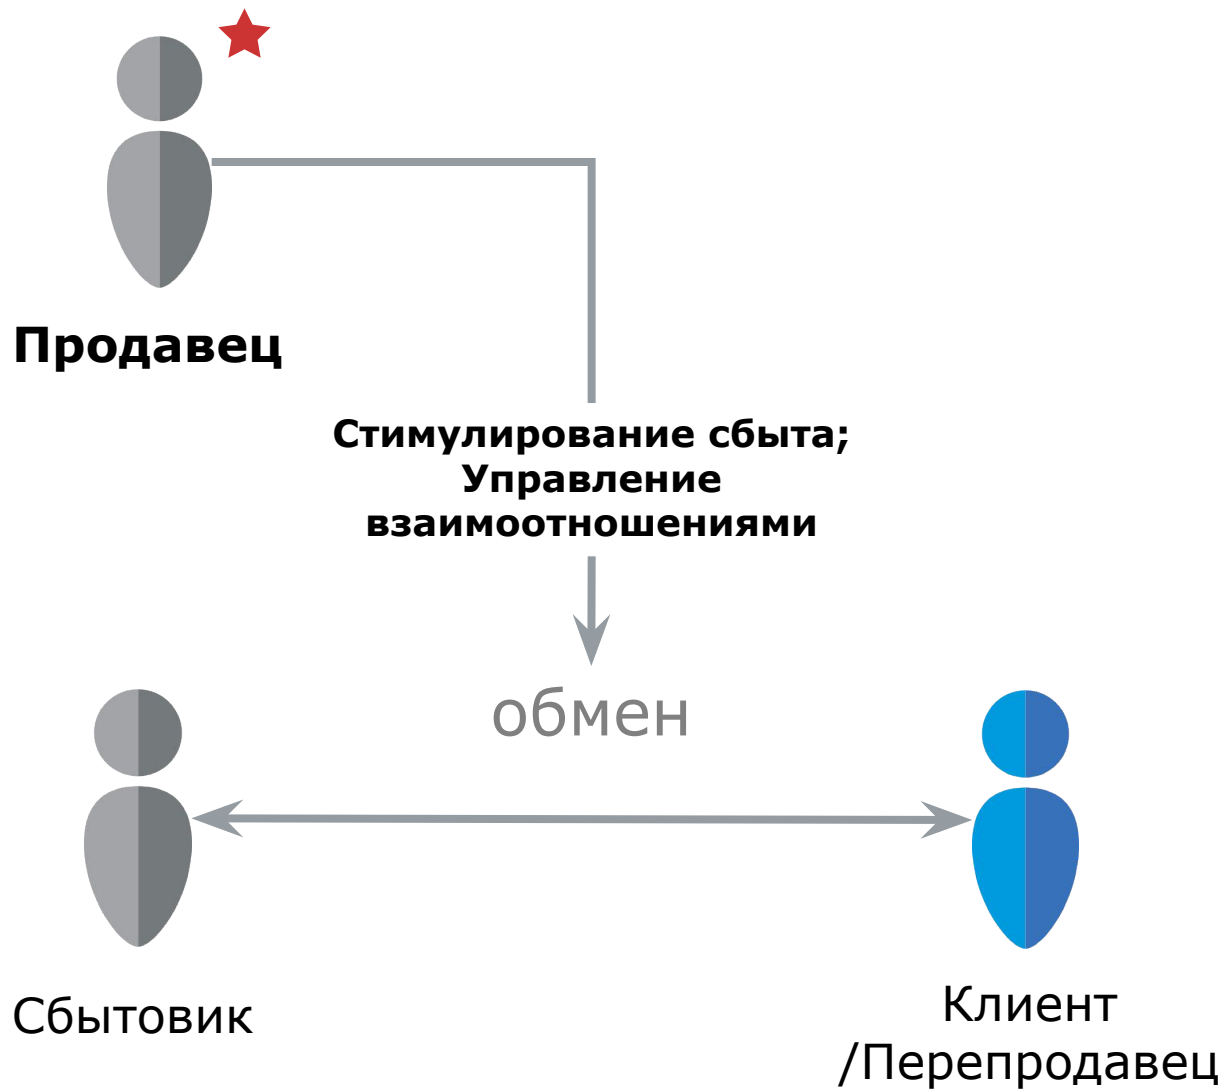 Продавец
Стимулирование сбыта;
Управление
взаимоотношениями
обмен
Сбытовик
Клиент
/Перепродавец